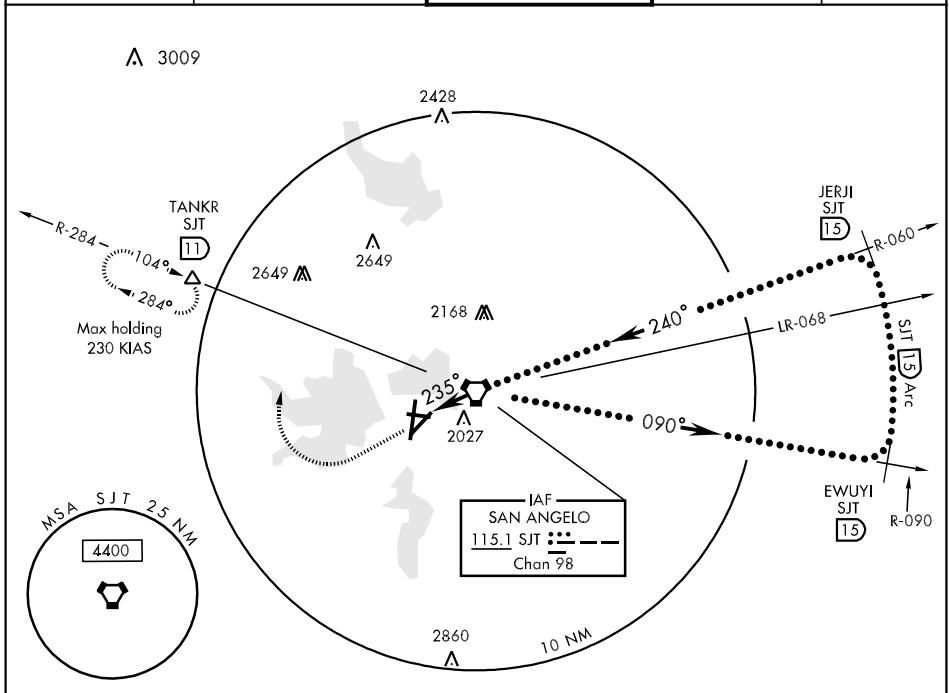 3009
2428
TANKR
SJT
11
R-284
104°
284°
Max holding
230 KIAS
2649
2649
2168
JERJI
SJT
15
R-060
240°
LR-068
SJT 15 Arc
235°
2027
090°
EWUYI
SJT
15
R-090
IAF
SAN ANGELO
115.1 SJT
Chan 98
MSA SJT 25 NM
4400
2860
10 NM